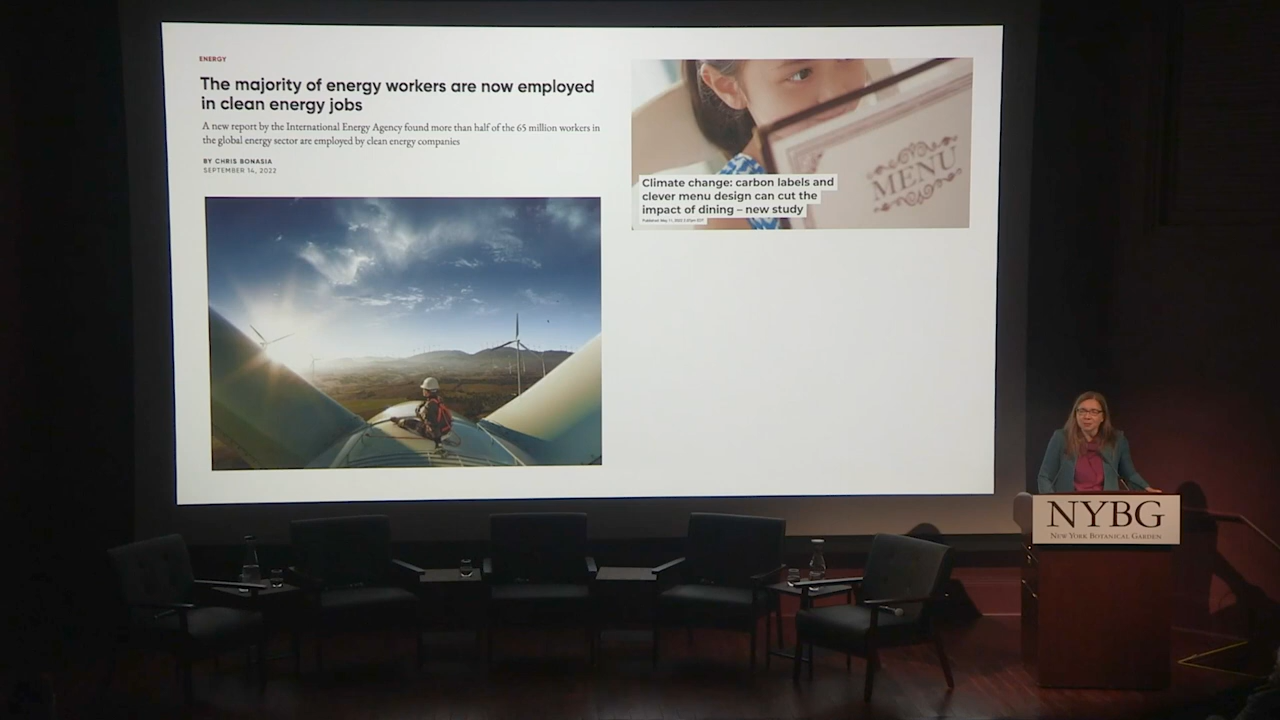 ENERGY
The majority of energy workers are now employed
in clean energy jobs
A new report by the International Energy Agency found more than half of the 65 million workers in
the global energy sector are employed by clean energy companies
BY CHRIS BONASIA
SEPTEMBER 14, 2022
MENU
Climate change: carbon labels and
clever menu design can cut the
impact of dining – new study
NYBG
NEW YORK BOTANICAL GARDEN